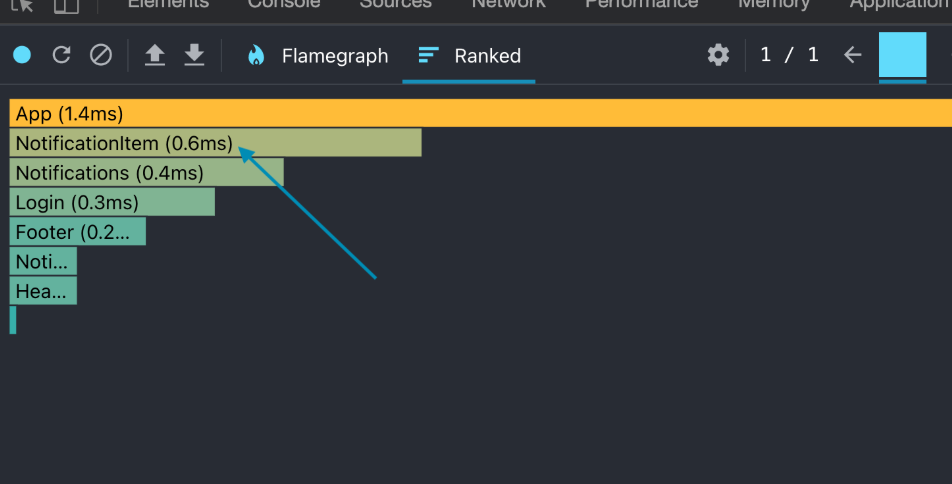 Elements Console Sources Network Performance Memory Application
Flamegraph Ranked 1 / 1
App (1.4ms)
NotificationItem (0.6ms)
Notifications (0.4ms)
Login (0.3ms)
Footer (0.2...
Noti...
Hea...